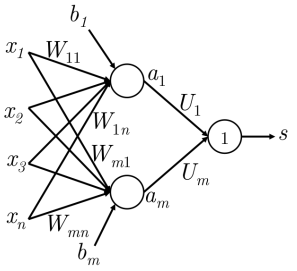 b₁
x₁ W₁₁ a₁
x₂ W₁ₙ U₁
1 s
x₃ Wₘ₁ Uₘ
xₙ Wₘₙ aₘ
bₘ